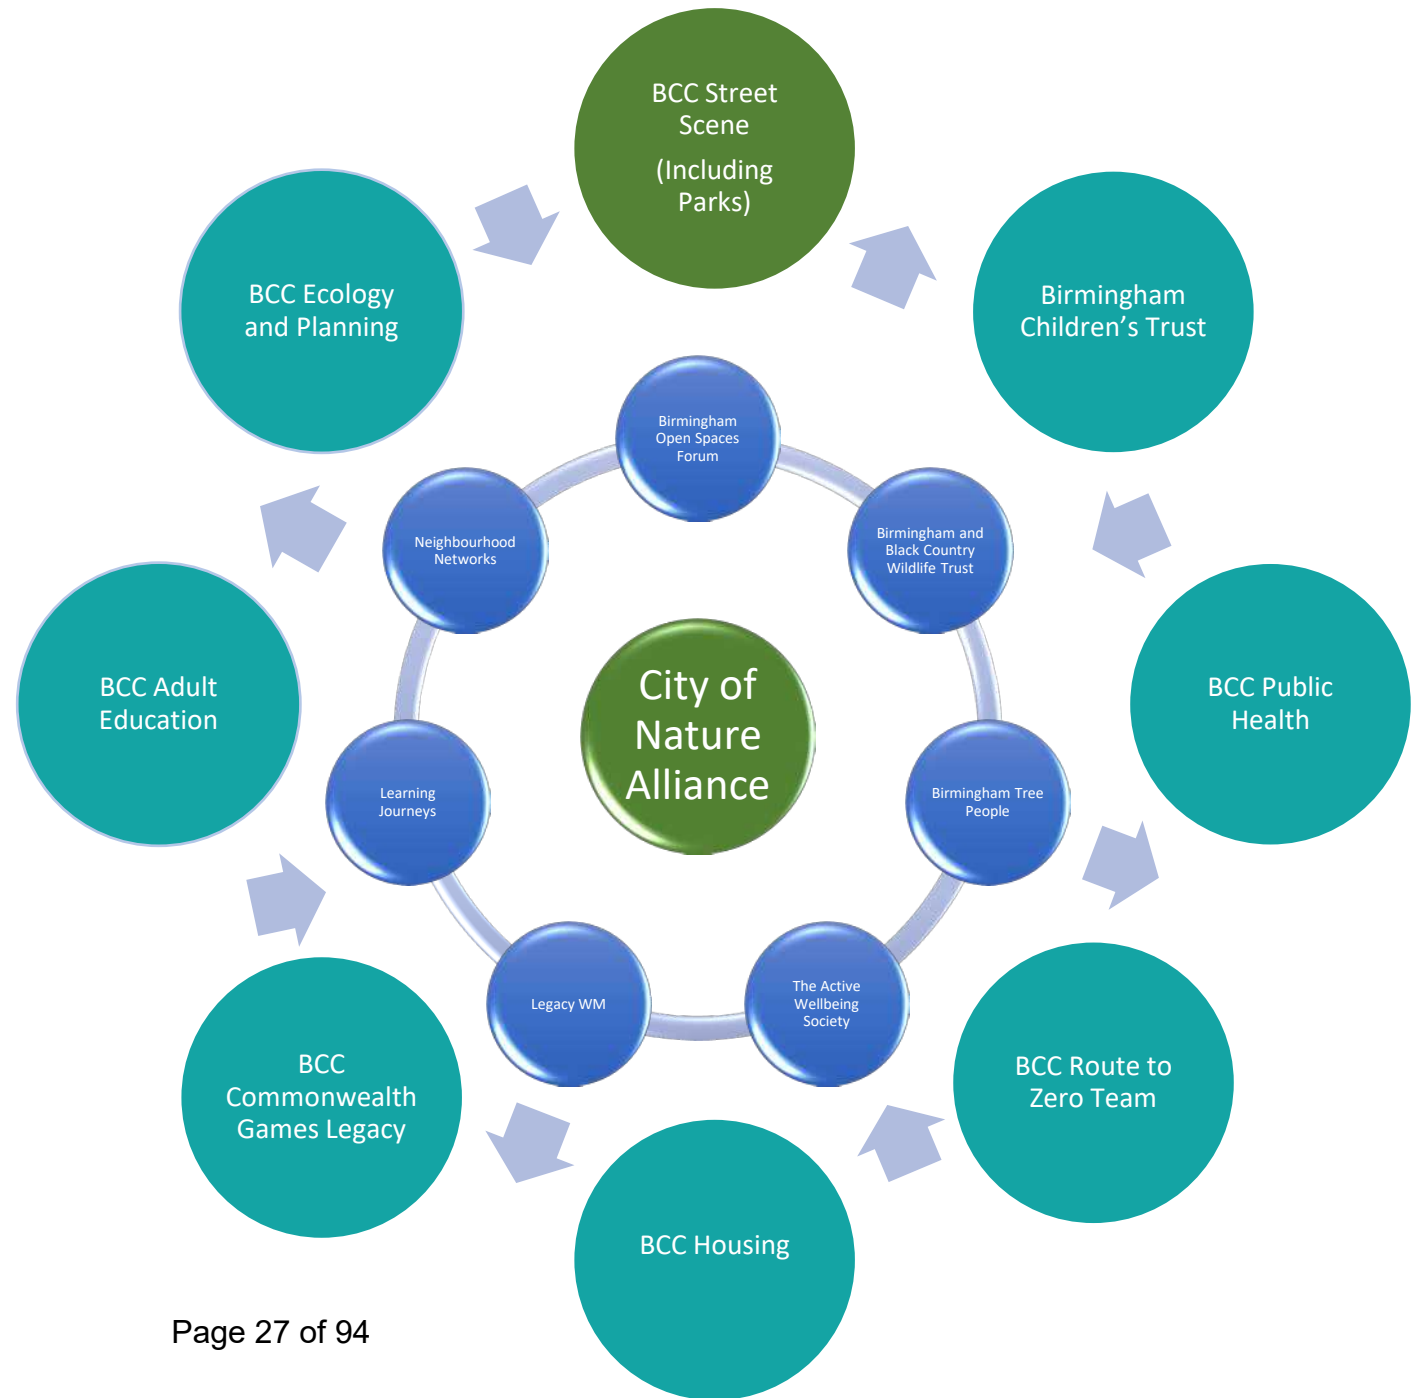 BCC Street
Scene
(Including
Parks)
BCC Ecology
and Planning
Birmingham
Children’s Trust
Birmingham
Open Spaces
Forum
Neighbourhood
Networks
Birmingham and
Black Country
Wildlife Trust
City of
Nature
Alliance
BCC Adult
Education
BCC Public
Health
Learning
Journeys
Birmingham Tree
People
Legacy WM
The Active
Wellbeing
Society
BCC
Commonwealth
Games Legacy
BCC Route to
Zero Team
BCC Housing
Page 27 of 94